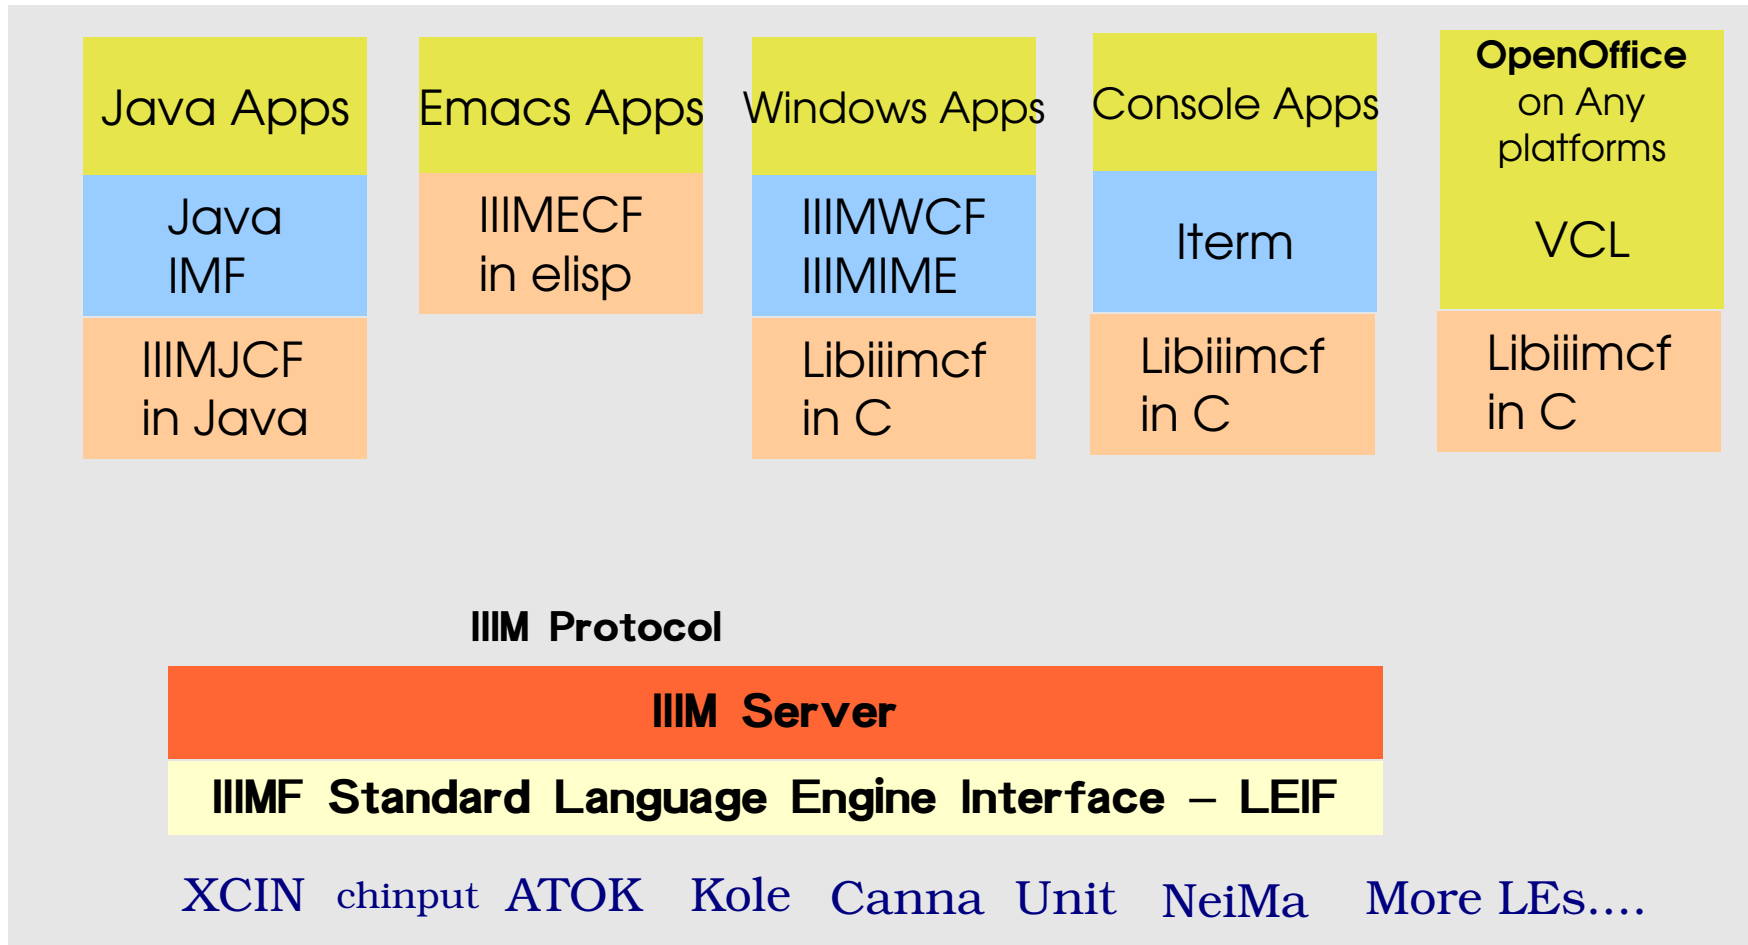 Java Apps
Java
IMF
IIIMJCF
in Java
Emacs Apps
IIIMECF
in elisp
Windows Apps
IIIMWCF
IIIMIME
Libiiimcf
in C
Console Apps
Iterm
Libiiimcf
in C
OpenOffice
on Any
platforms
VCL
Libiiimcf
in C
IIIM Protocol
IIIM Server
IIIMF Standard Language Engine Interface – LEIF
XCIN chinput ATOK Kole Canna Unit NeiMa More LEs....